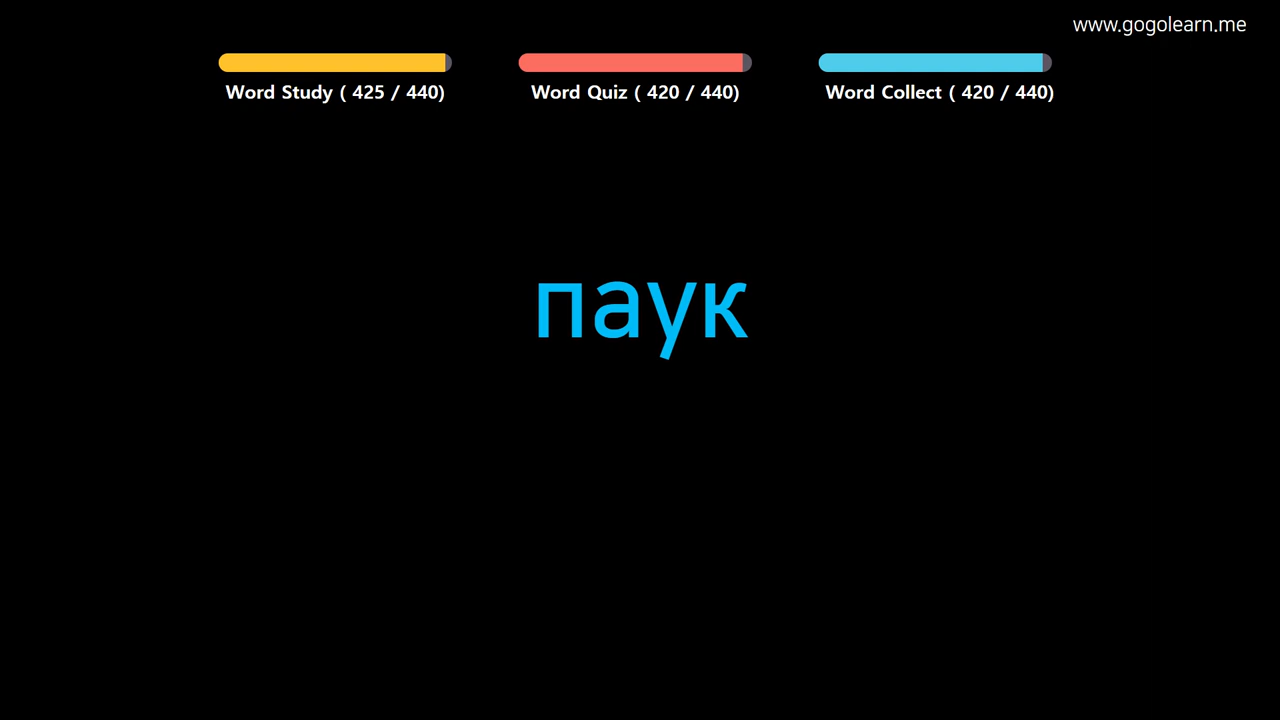 www.gogolearn.me
Word Study ( 425 / 440)
Word Quiz ( 420 / 440)
Word Collect ( 420 / 440)
паук